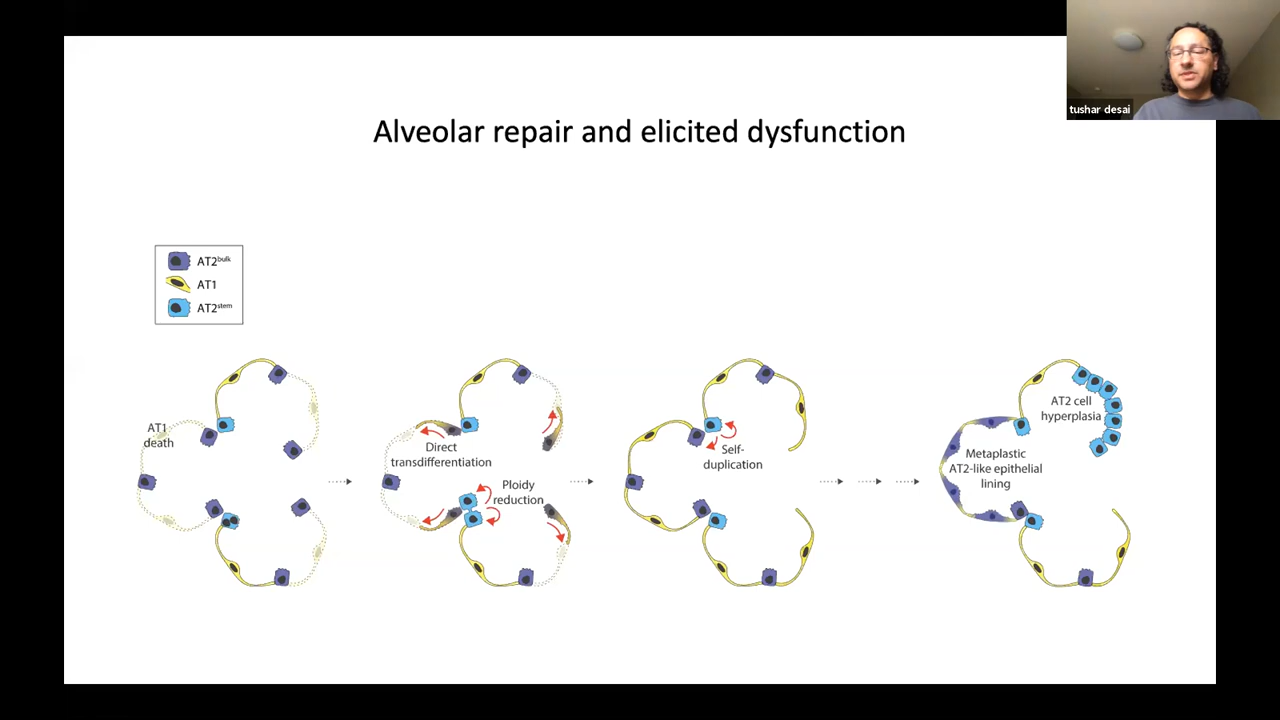 tushar desai
Alveolar repair and elicited dysfunction
AT2bulk
AT1
AT2stem
AT1
death
Direct
transdifferentiation
Ploidy
reduction
Self-
duplication
AT2 cell
hyperplasia
Metaplastic
AT2-like epithelial
lining